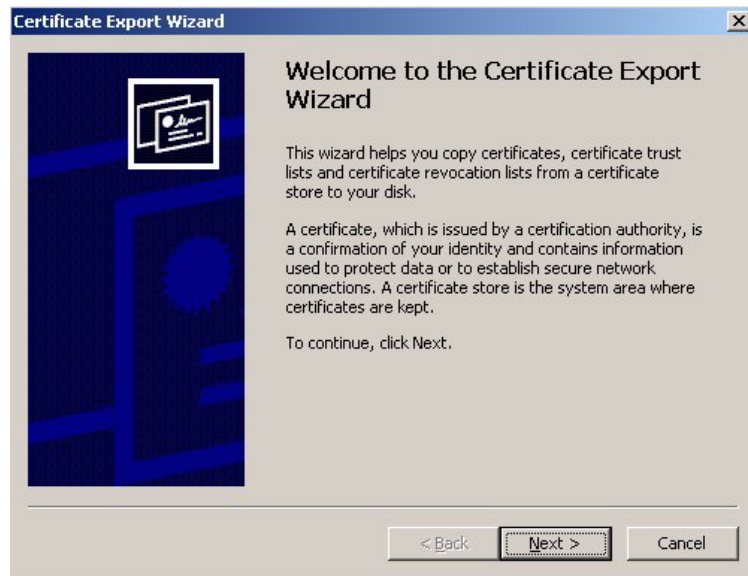 Certificate Export Wizard
Welcome to the Certificate Export
Wizard
This wizard helps you copy certificates, certificate trust
lists and certificate revocation lists from a certificate
store to your disk.
A certificate, which is issued by a certification authority, is
a confirmation of your identity and contains information
used to protect data or to establish secure network
connections. A certificate store is the system area where
certificates are kept.
To continue, click Next.
< Back Next > Cancel